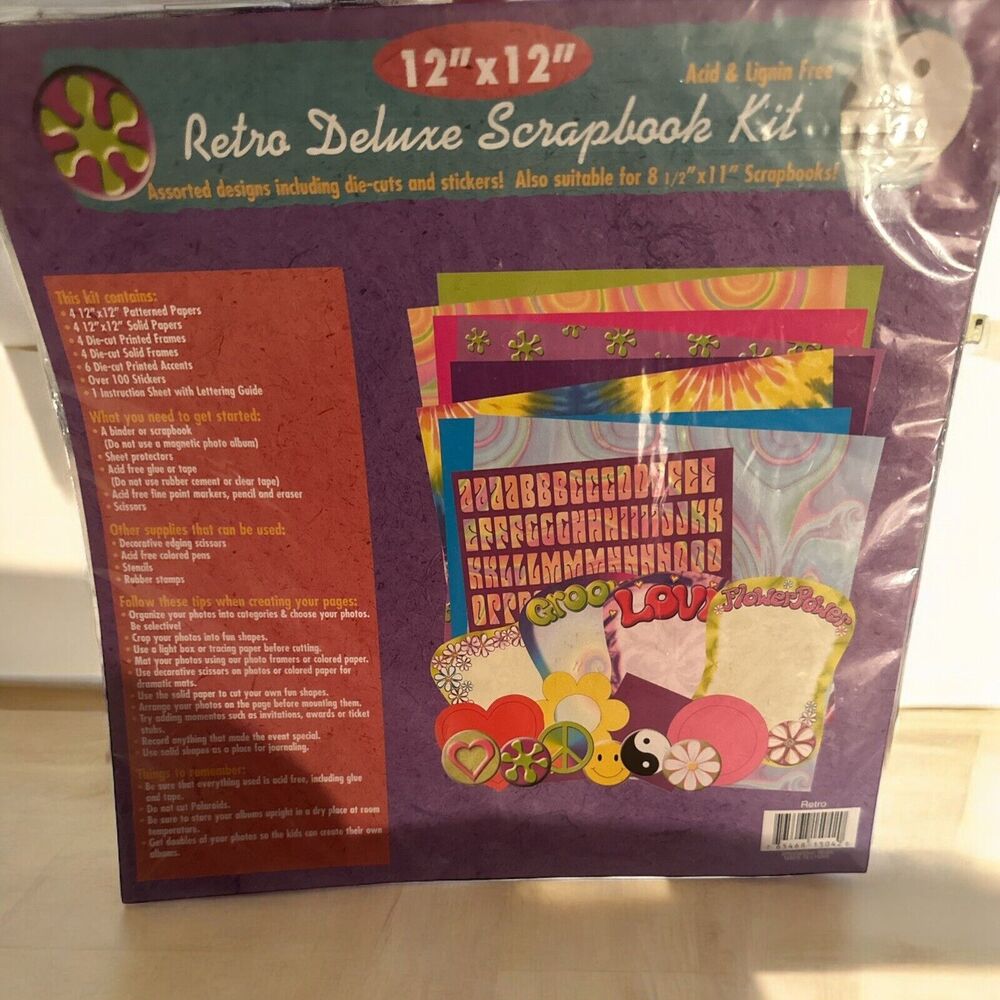 12"x12"
Acid & Lignin Free
Retro Deluxe Scrapbook Kit
Assorted designs including die-cuts and stickers! Also suitable for 8 1/2"x11" Scrapbooks!
This kit contains:
• 4 12"x12" Patterned Papers
• 4 12"x12" Solid Papers
• 4 Die-cut Printed Frames
• 4 Die-cut Solid Frames
• 6 Die-cut Printed Accents
• Over 100 Stickers
• 1 Instruction Sheet with Lettering Guide
What you need to get started:
• A binder or scrapbook
(Do not use a magnetic photo album)
• Sheet protectors
• Acid free glue or tape
(Do not use rubber cement or clear tape)
• Acid free fine point markers, pencil and eraser
• Scissors
Other supplies that can be used:
• Decorative edging scissors
• Acid free colored pens
• Stencils
• Rubber stamps
Follow these tips when creating your pages:
• Organize your photos into categories & choose your photos.
Be selective!
• Crop your photos into fun shapes.
• Use a light box or tracing paper before cutting.
• Mat your photos using our photo framers or colored paper.
• Use decorative scissors on photos or colored paper for
dramatic mats.
• Use the solid paper to cut your own fun shapes.
• Arrange your photos on the page before mounting them.
• Try adding momentos such as invitations, awards or ticket
stubs.
• Record anything that made the event special.
• Use solid shapes as a place for journaling.
Things to remember:
• Be sure that everything used is acid free, including glue
and tape.
• Do not cut Polaroids.
• Be sure to store your albums upright in a dry place at room
temperature.
• Get doubles of your photos so the kids can create their own
albums.
AAAABBBCCCCDDDEEEE
EFFFGGGHHHIIIIIJJKK
KKLLLMMMMNNNNOOO
OPPP
GROO
LOV
FlowerPower
Retro